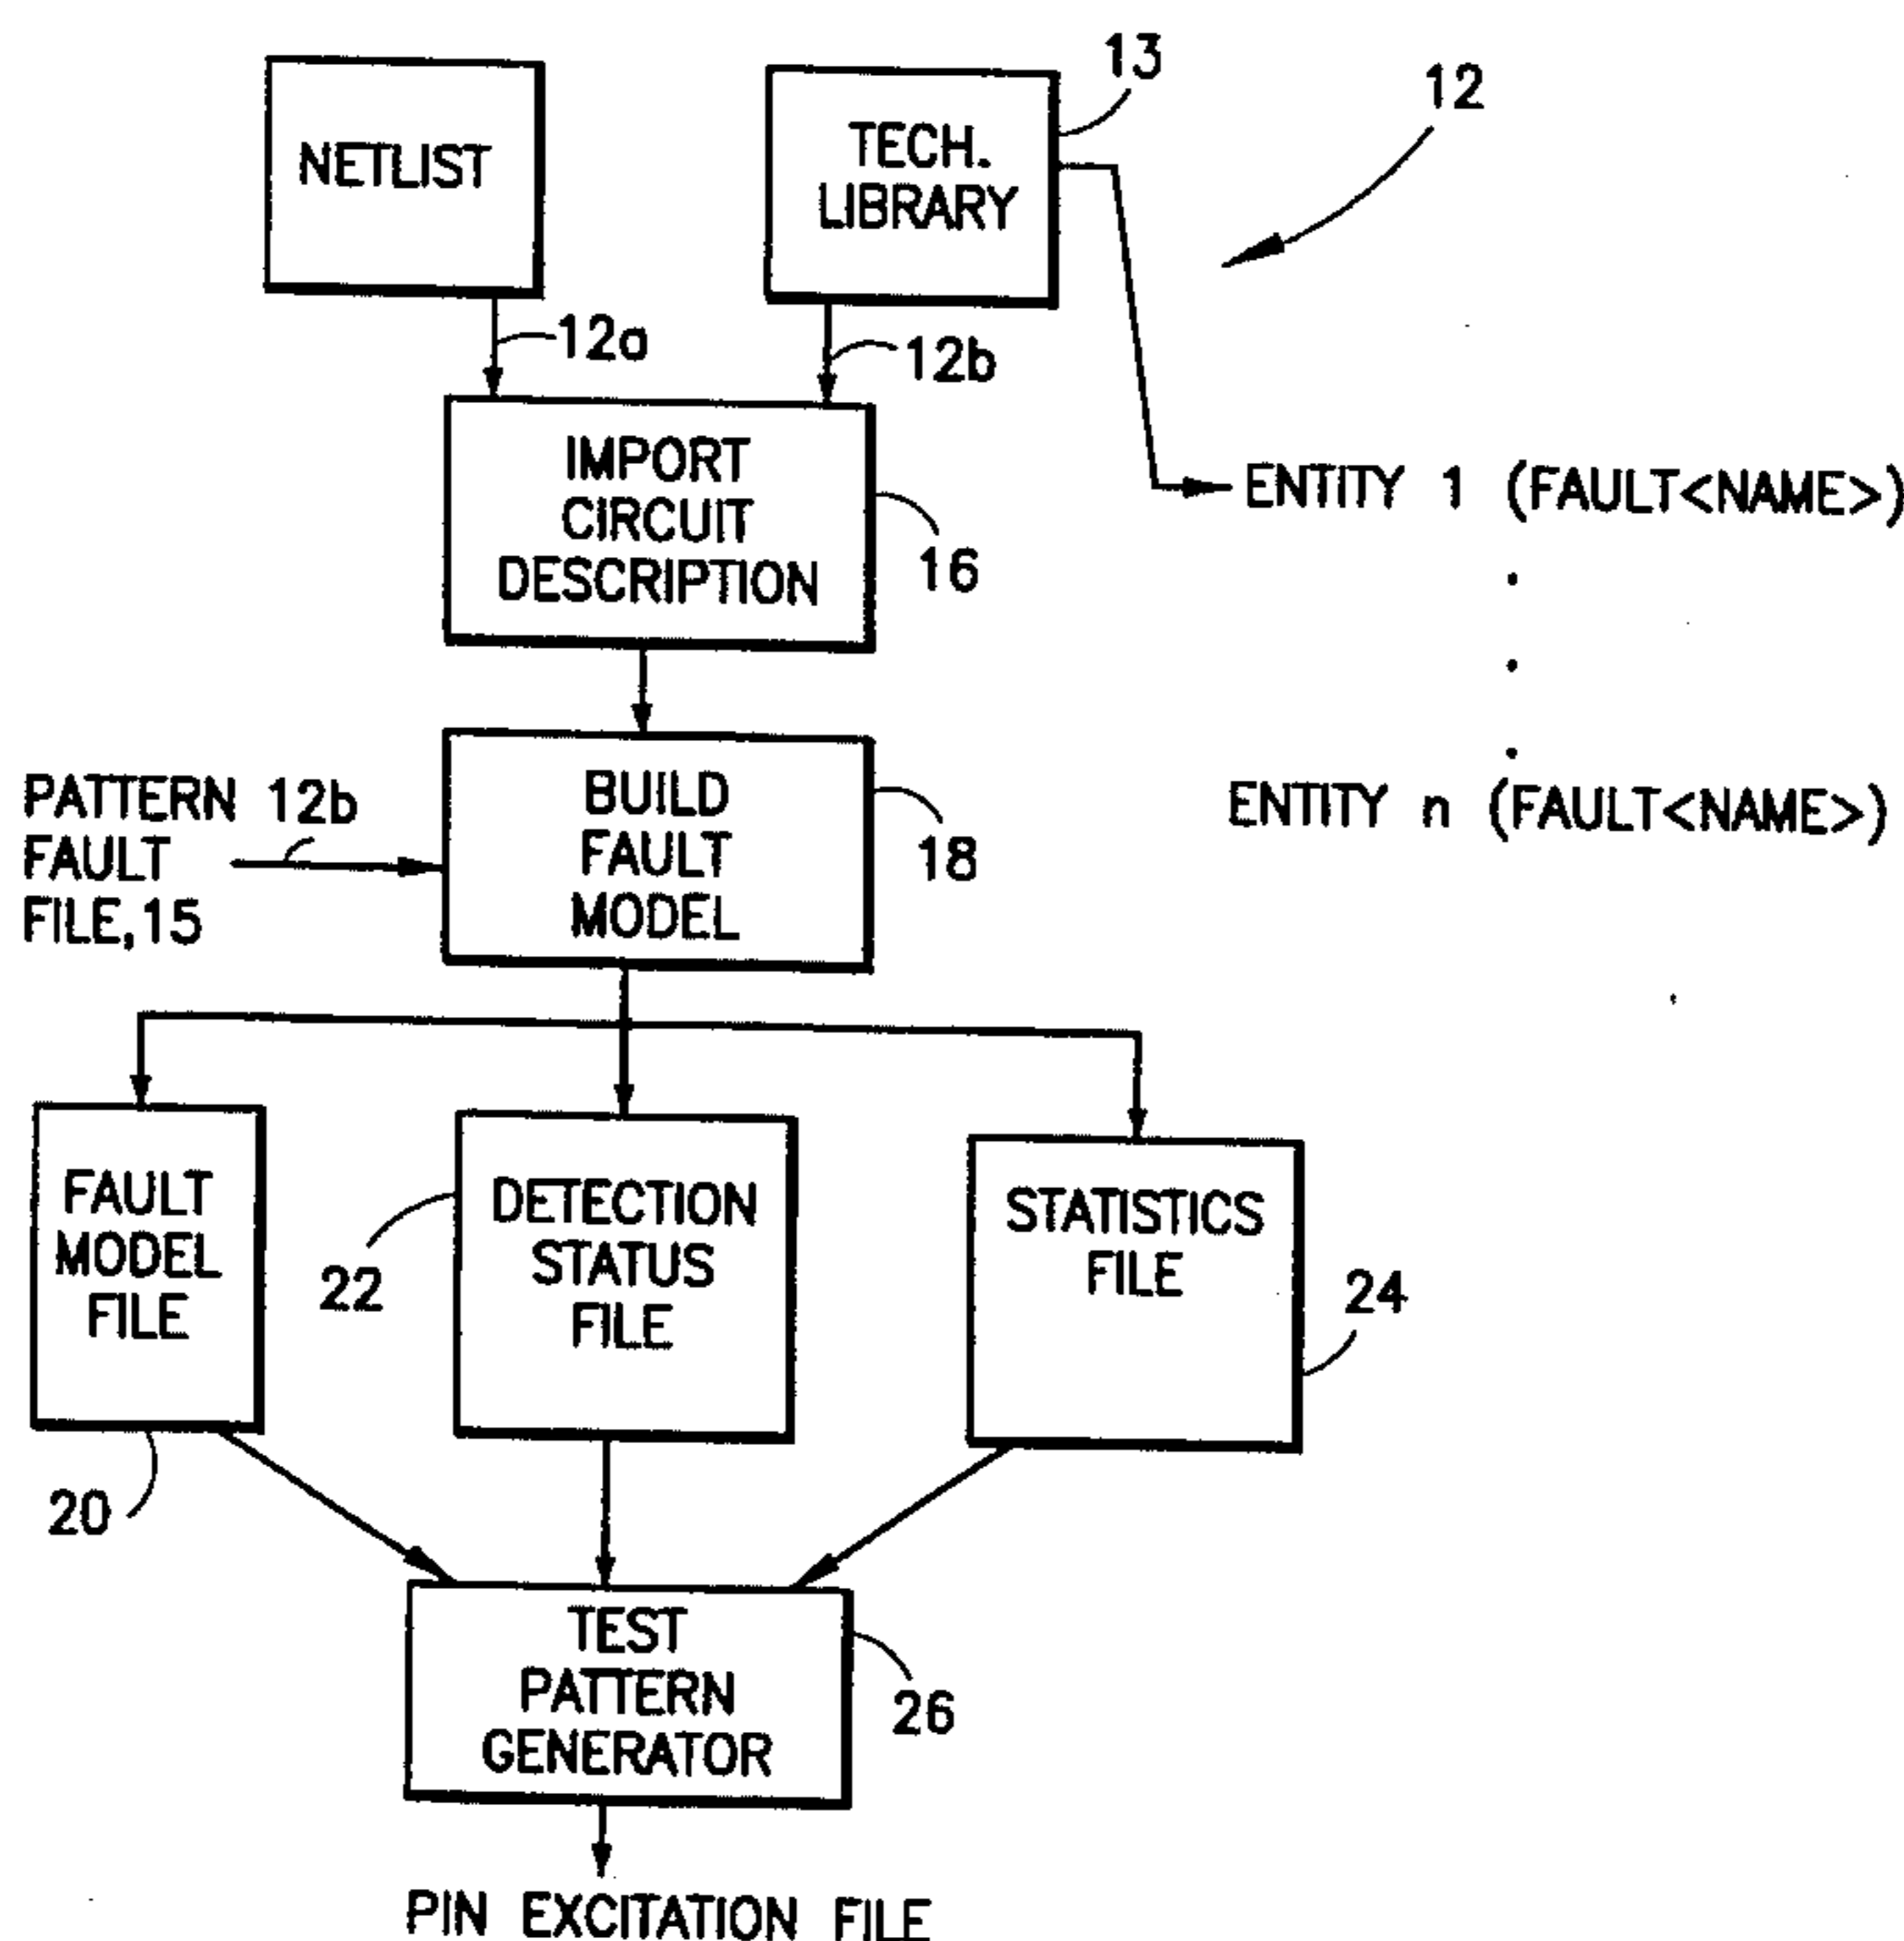 NETLIST
TECH.
LIBRARY
13
12
12a
12b
IMPORT
CIRCUIT
DESCRIPTION
16
ENTITY 1 (FAULT<NAME>)
.
.
.
ENTITY n (FAULT<NAME>)
PATTERN 12b
FAULT
FILE,15
BUILD
FAULT
MODEL
18
FAULT
MODEL
FILE
20
22
DETECTION
STATUS
FILE
STATISTICS
FILE
24
TEST
PATTERN
GENERATOR
26
PIN EXCITATION FILE